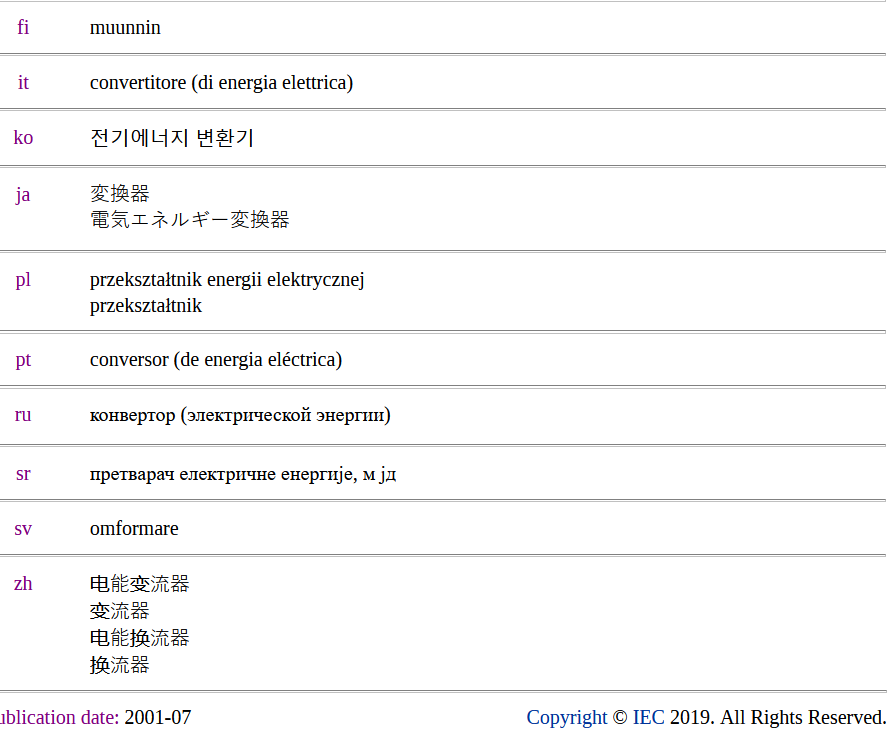 fi muunnin
it convertitore (di energia elettrica)
ko 전기에너지 변환기
ja 変換器
電気エネルギー変換器
pl przekształtnik energii elektrycznej
przekształtnik
pt conversor (de energia eléctrica)
ru конвертор (электрической энергии)
sr претварач електричне енергије, м јд
sv omformare
zh 电能变流器
变流器
电能换流器
换流器
ublication date: 2001-07 Copyright © IEC 2019. All Rights Reserved.